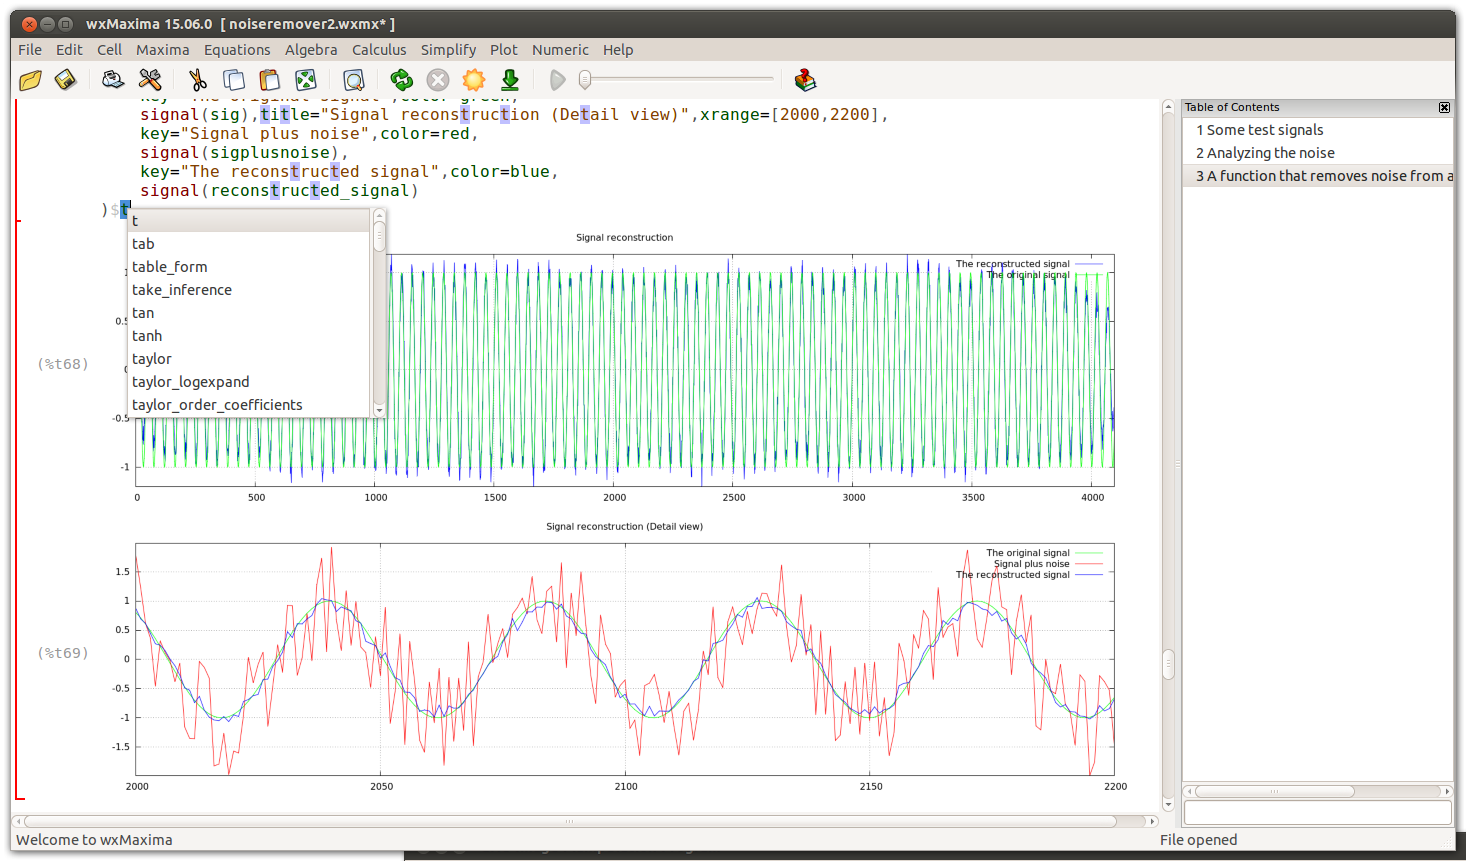 wxMaxima 15.06.0 [ noiseremover2.wxmx* ]
File Edit Cell Maxima Equations Algebra Calculus Simplify Plot Numeric Help
key="The original signal",color=green,
signal(sig),title="Signal reconstruction (Detail view)",xrange=[2000,2200],
key="Signal plus noise",color=red,
signal(sigplusnoise),
key="The reconstructed signal",color=blue,
signal(reconstructed_signal)
)$t
t
tab
table_form
take_inference
tan
tanh
taylor
taylor_logexpand
taylor_order_coefficients
(%t68)
Signal reconstruction
The reconstructed signal
The original signal
-0.5
-1
0 500 1000 1500 2000 2500 3000 3500 4000
(%t69)
Signal reconstruction (Detail view)
The original signal
Signal plus noise
The reconstructed signal
1.5
1
0.5
0
-0.5
-1
-1.5
2000 2050 2100 2150 2200
Table of Contents
1 Some test signals
2 Analyzing the noise
3 A function that removes noise from a
Welcome to wxMaxima
File opened